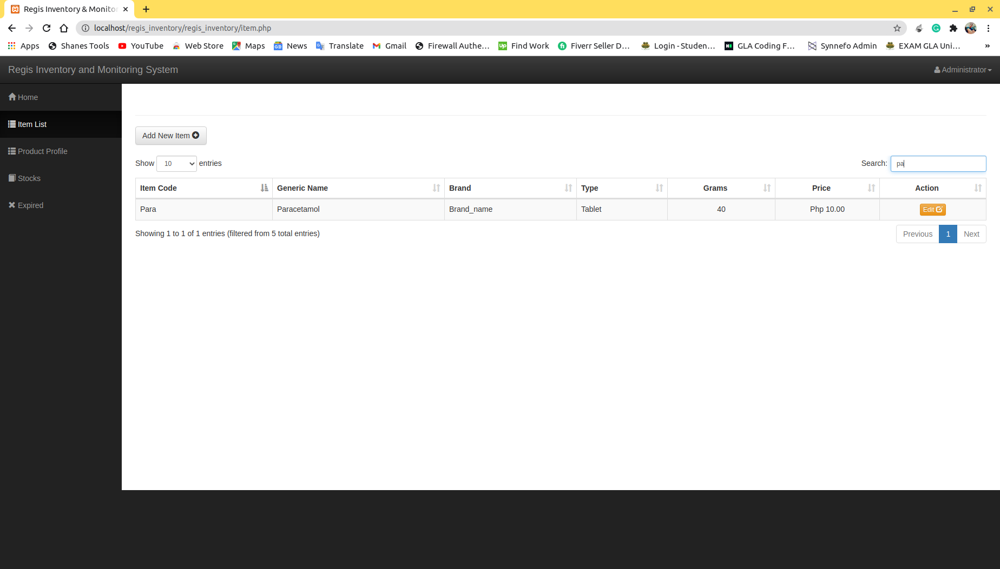 Regis Inventory & Monitor
localhost/regis_inventory/regis_inventory/item.php
Apps Shanes Tools YouTube Web Store Maps News Translate Gmail Firewall Authe... Find Work Fiverr Seller D... Login - Studen... GLA Coding F... Synnefo Admin EXAM GLA Uni... »
Regis Inventory and Monitoring System Administrator
Home
Item List
Product Profile
Stocks
Expired
Add New Item
Show 10 entries Search: pa
Item Code Generic Name Brand Type Grams Price Action
Para Paracetamol Brand_name Tablet 40 Php 10.00 Edit
Showing 1 to 1 of 1 entries (filtered from 5 total entries) Previous 1 Next